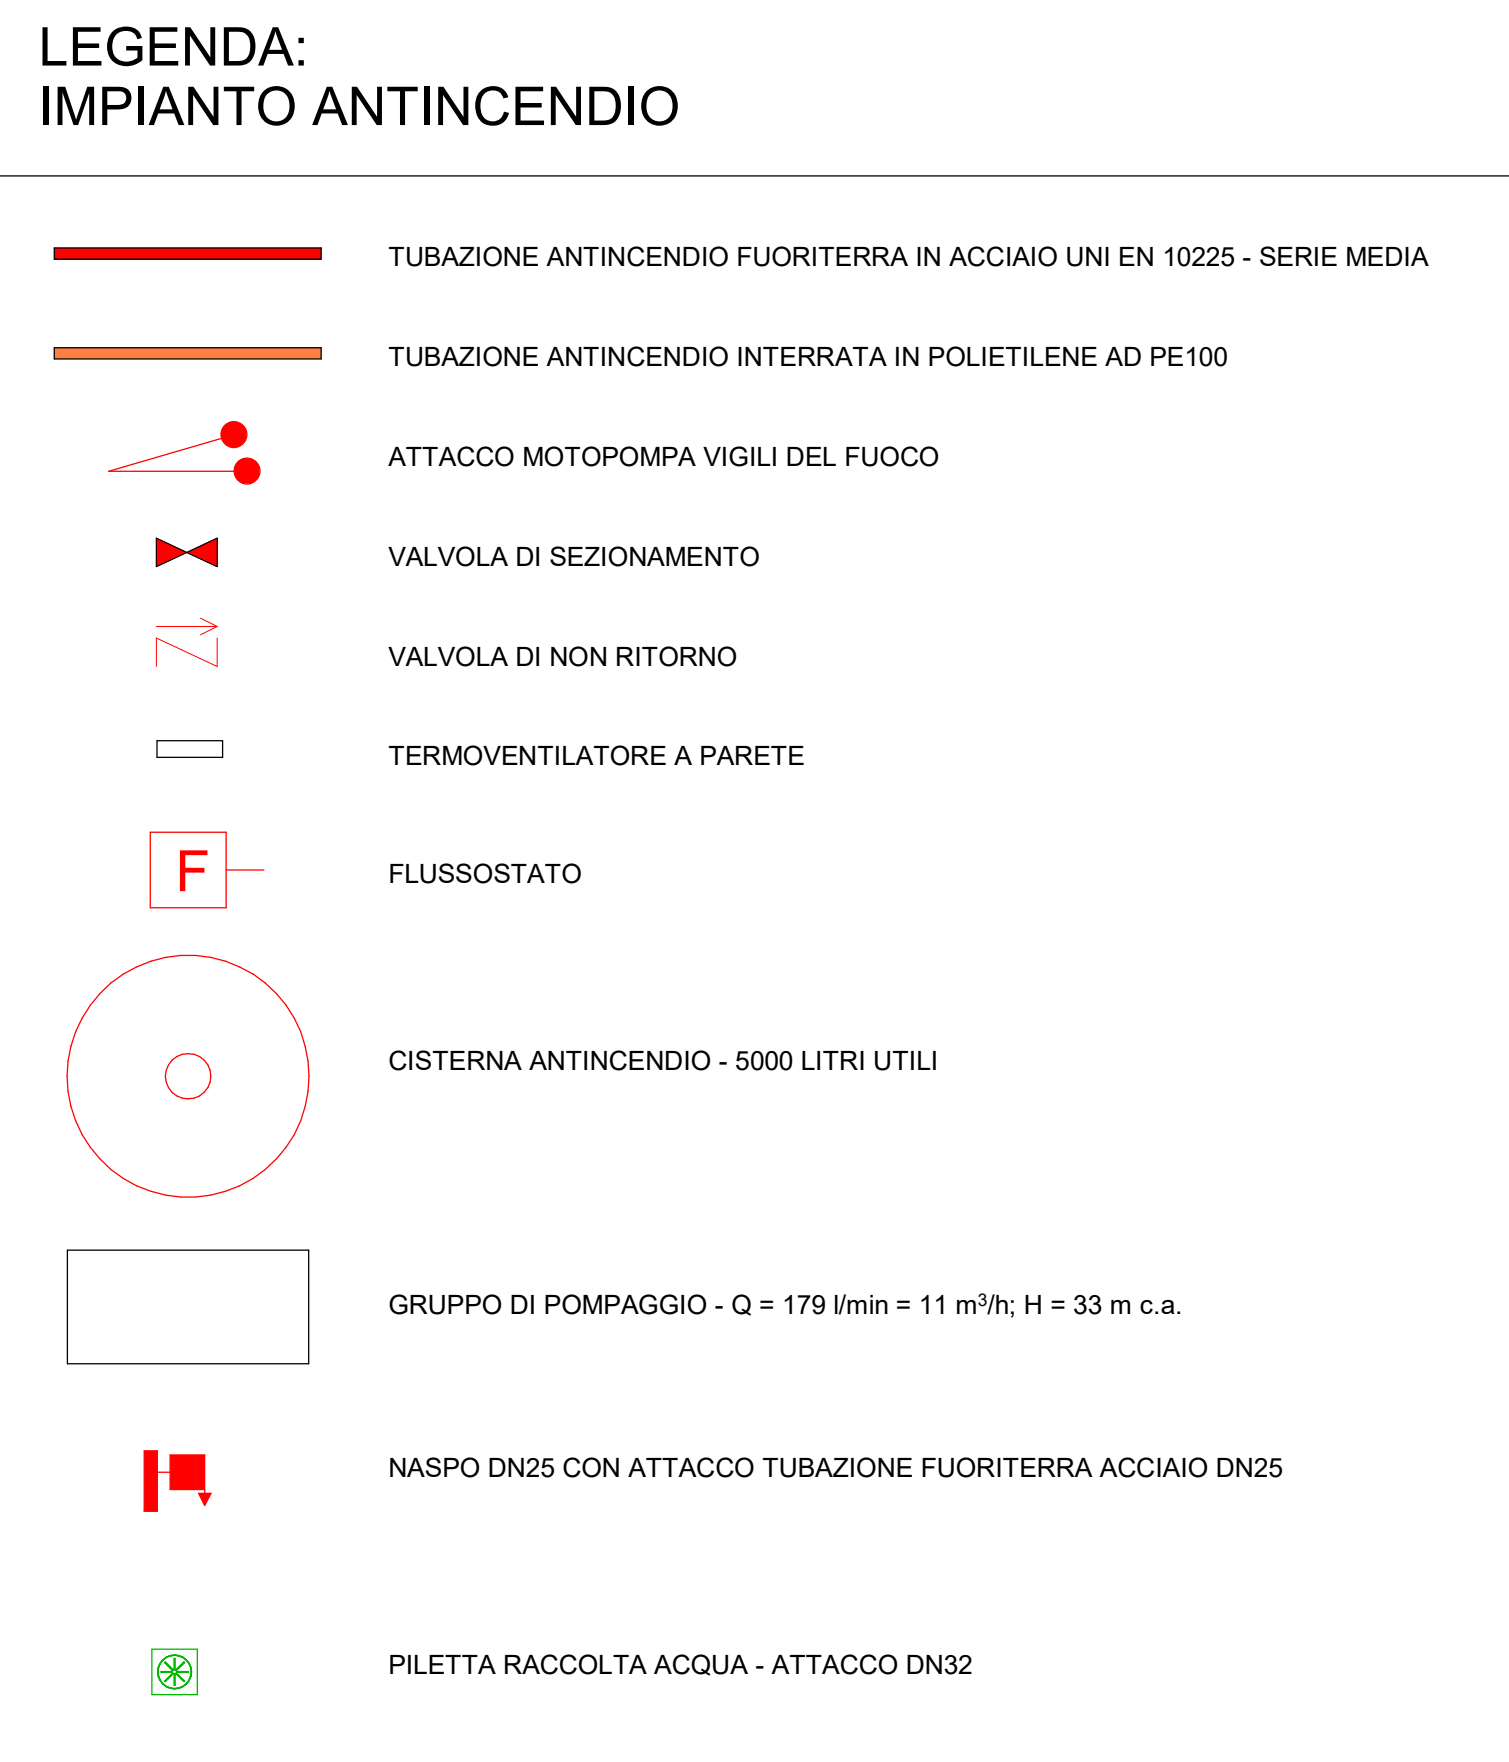 LEGENDA:
IMPIANTO ANTINCENDIO
TUBAZIONE ANTINCENDIO FUORITERRA IN ACCIAIO UNI EN 10225 - SERIE MEDIA
TUBAZIONE ANTINCENDIO INTERRATA IN POLIETILENE AD PE100
ATTACCO MOTOPOMPA VIGILI DEL FUOCO
VALVOLA DI SEZIONAMENTO
VALVOLA DI NON RITORNO
TERMOVENTILATORE A PARETE
F
FLUSSOSTATO
CISTERNA ANTINCENDIO - 5000 LITRI UTILI
GRUPPO DI POMPAGGIO - Q = 179 l/min = 11 m³/h; H = 33 m c.a.
NASPO DN25 CON ATTACCO TUBAZIONE FUORITERRA ACCIAIO DN25
PILETTA RACCOLTA ACQUA - ATTACCO DN32